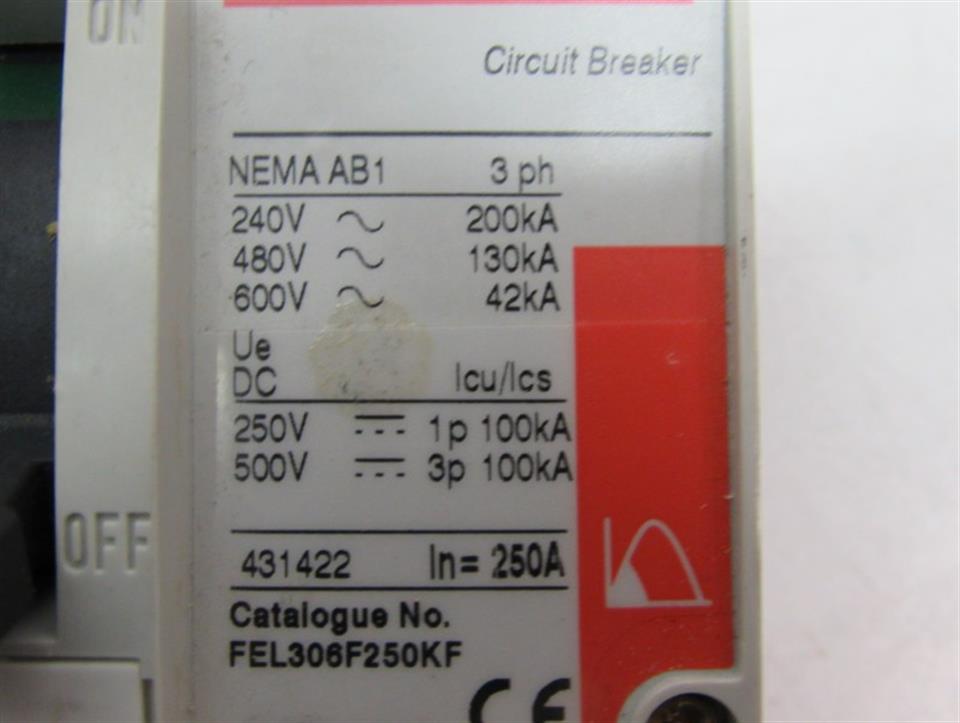 ON
Circuit Breaker
NEMA AB1 3 ph
240V ~ 200kA
480V ~ 130kA
600V ~ 42kA
Ue
DC Icu/Ics
250V ⎓ 1p 100kA
500V ⎓ 3p 100kA
OFF
431422 In= 250A
Catalogue No.
FEL306F250KF
CE